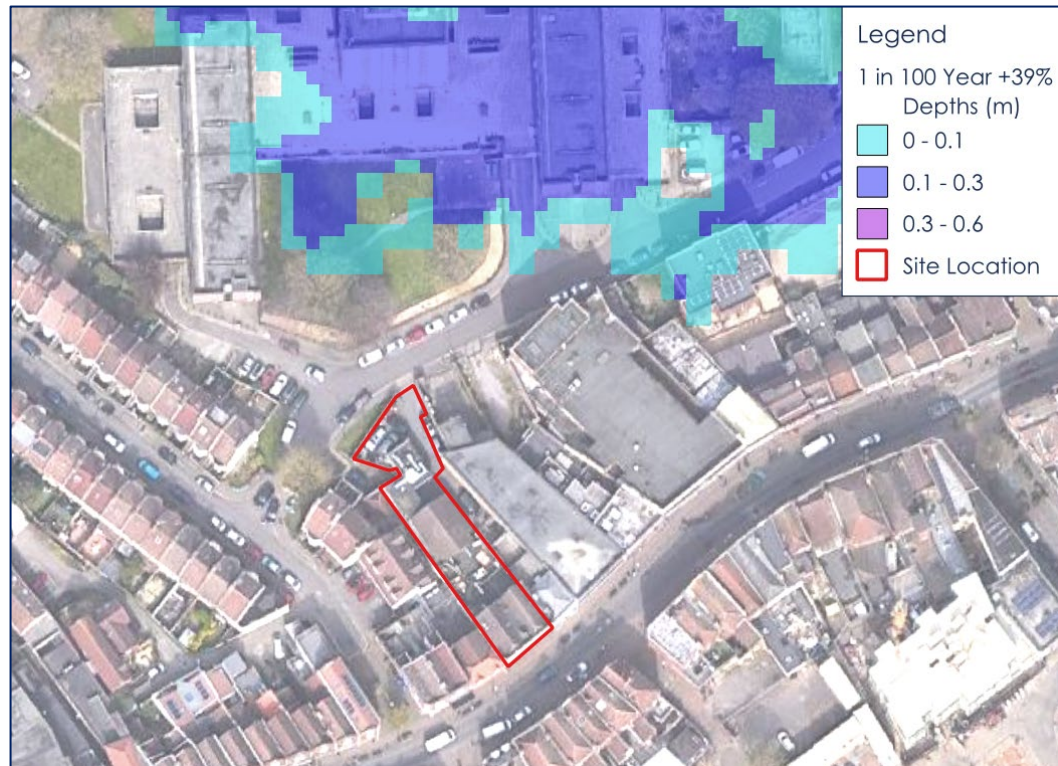 Legend
1 in 100 Year +39%
Depths (m)
0 - 0.1
0.1 - 0.3
0.3 - 0.6
Site Location